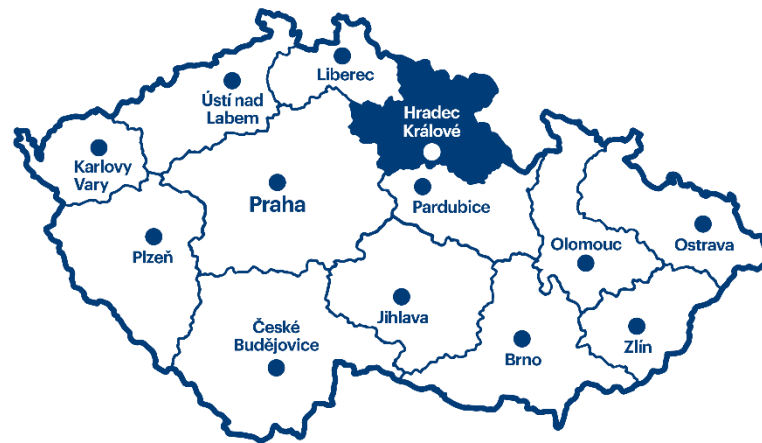 Liberec
Ústí nad
Labem
Hradec
Králové
Karlovy
Vary
Praha
Pardubice
Plzeň
Olomouc
Ostrava
Jihlava
České
Budějovice
Brno
Zlín